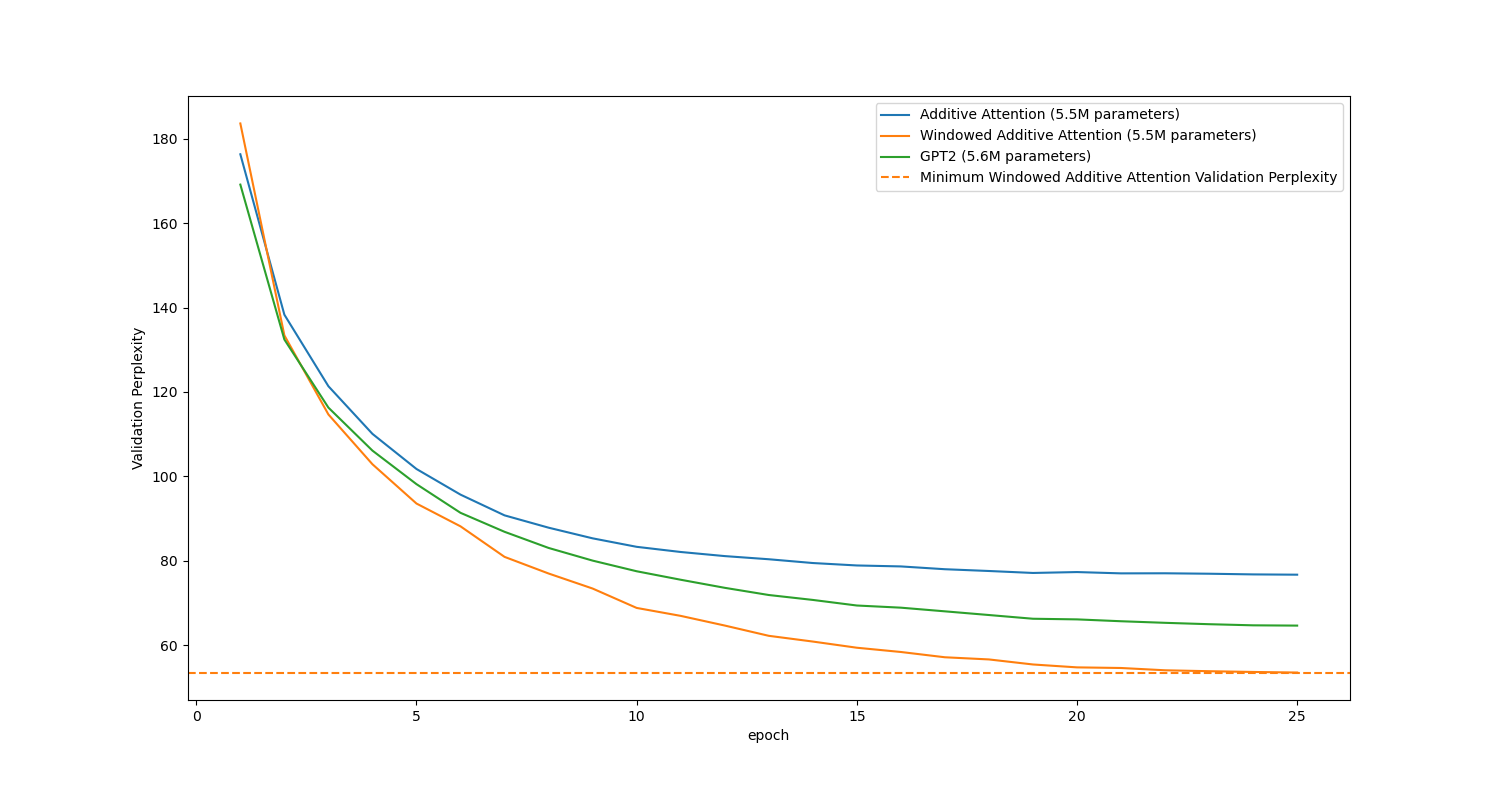 Additive Attention (5.5M parameters)
Windowed Additive Attention (5.5M parameters)
GPT2 (5.6M parameters)
Minimum Windowed Additive Attention Validation Perplexity
Validation Perplexity
180
160
140
120
100
80
60
0 5 10 15 20 25
epoch